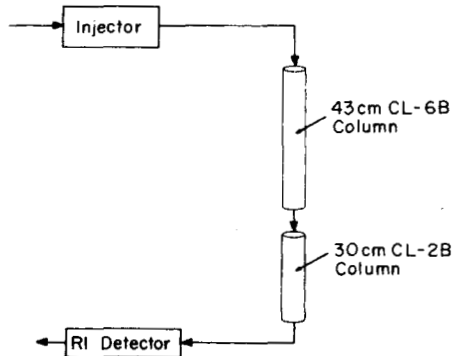 Injector
43cm CL-6B
Column
30cm CL-2B
Column
RI Detector